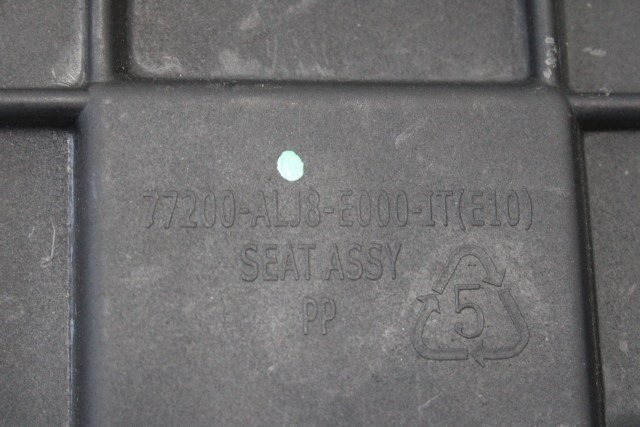 77200-ALJ8-E000-IT(E10)
SEAT ASSY
PP
5